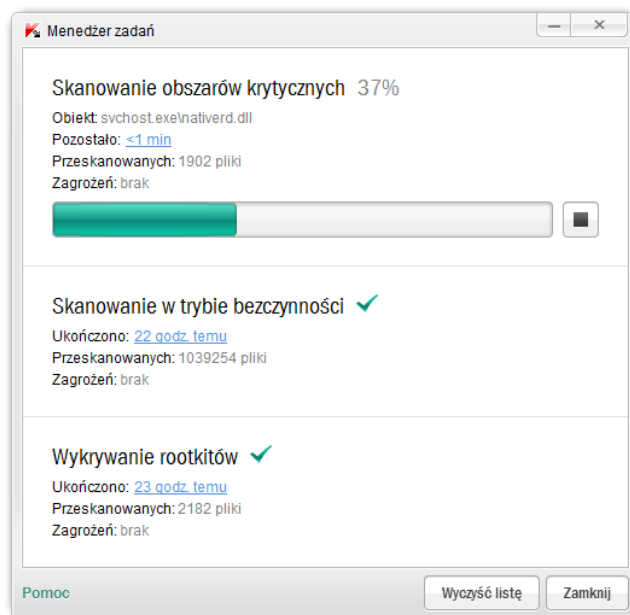 Menedżer zadań
Skanowanie obszarów krytycznych 37%
Obiekt: svchost.exe\nativerd.dll
Pozostało: <1 min
Przeskanowanych: 1902 pliki
Zagrożeń: brak
Skanowanie w trybie bezczynności
Ukończono: 22 godz. temu
Przeskanowanych: 1039254 pliki
Zagrożeń: brak
Wykrywanie rootkitów
Ukończono: 23 godz. temu
Przeskanowanych: 2182 pliki
Zagrożeń: brak
Pomoc Wyczyść listę Zamknij